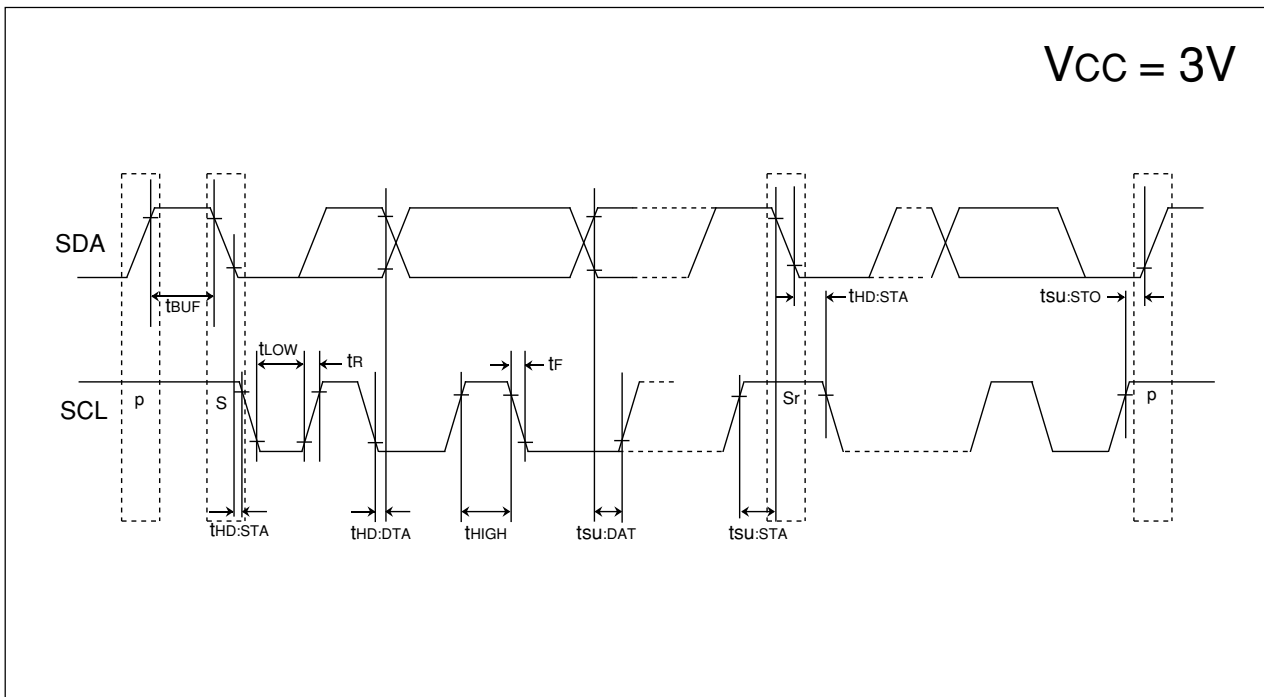 VCC = 3V
SDA
tBUF
tHD:STA
tsu:STO
tLOW
tR
tF
SCL
p
S
Sr
p
tHD:STA
tHD:DTA
tHIGH
tsu:DAT
tsu:STA